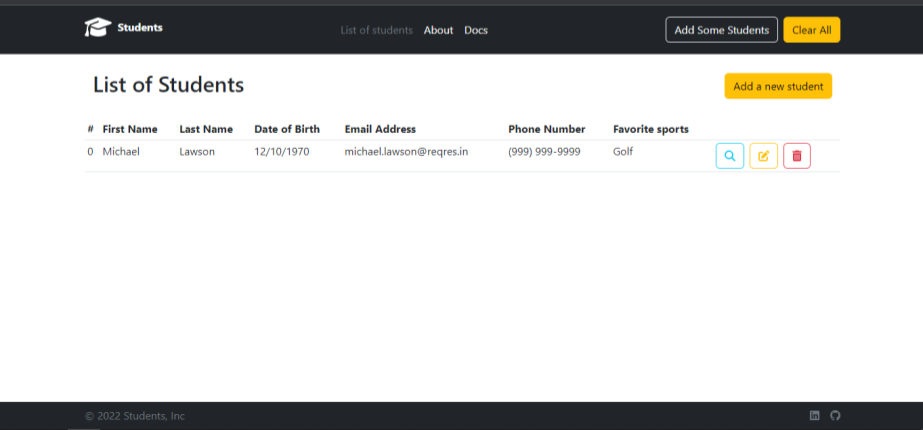 Students List of students About Docs Add Some Students Clear All
List of Students Add a new student
# First Name Last Name Date of Birth Email Address Phone Number Favorite sports
0 Michael Lawson 12/10/1970 michael.lawson@reqres.in (999) 999-9999 Golf
© 2022 Students, Inc